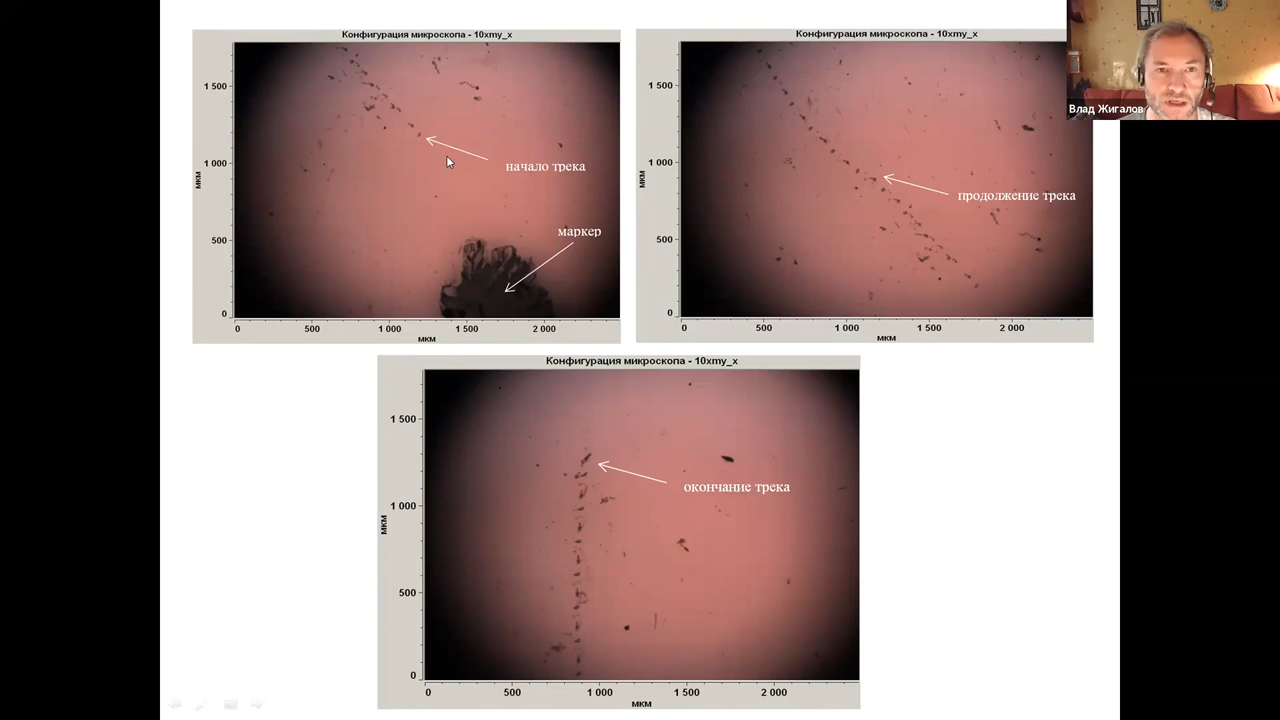 Конфигурация микроскопа - 10xmy_x
1 500
1 000
500
0
мкм
0 500 1 000 1 500 2 000
мкм
начало трека
маркер
Конфигурация микроскопа - 10xmy_x
1 500
1 000
500
0
мкм
0 500 1 000 1 500 2 000
мкм
продолжение трека
Влад Жигалов
Конфигурация микроскопа - 10xmy_x
1 500
1 000
500
0
мкм
0 500 1 000 1 500 2 000
мкм
окончание трека